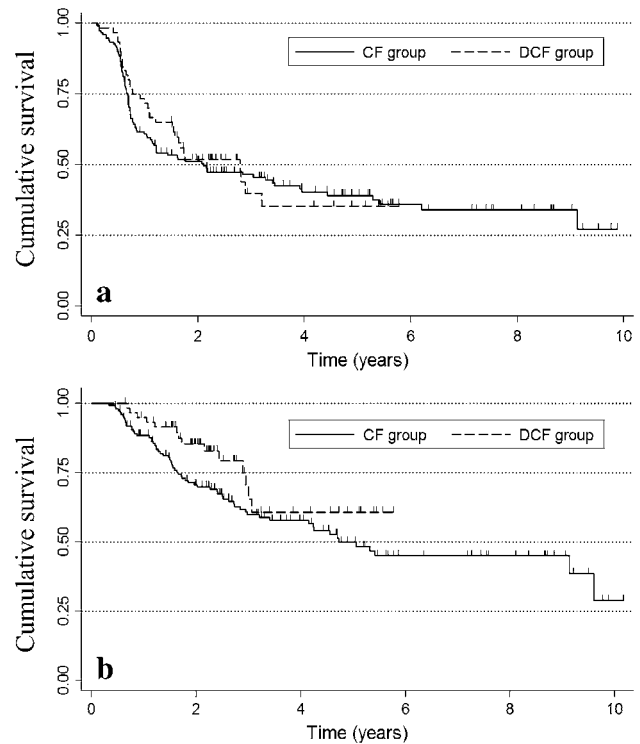 1.00
0.75
0.50
0.25
0.00
Cumulative survival
CF group DCF group
a
0 2 4 6 8 10
Time (years)
1.00
0.75
0.50
0.25
0.00
Cumulative survival
CF group DCF group
b
0 2 4 6 8 10
Time (years)